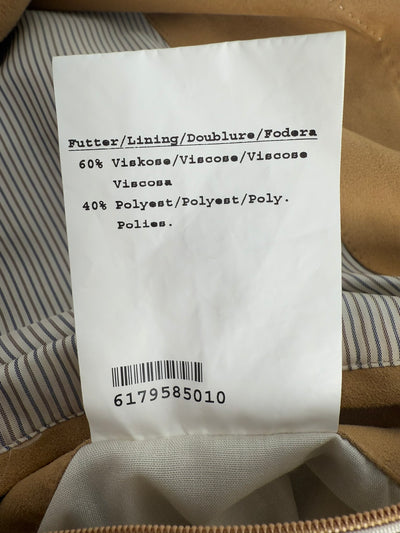 Futter/Lining/Doublure/Fodera
60% Viskose/Viscose/Viscose
Viscosa
40% Polyest/Polyest/Poly.
Polies.
6179585010